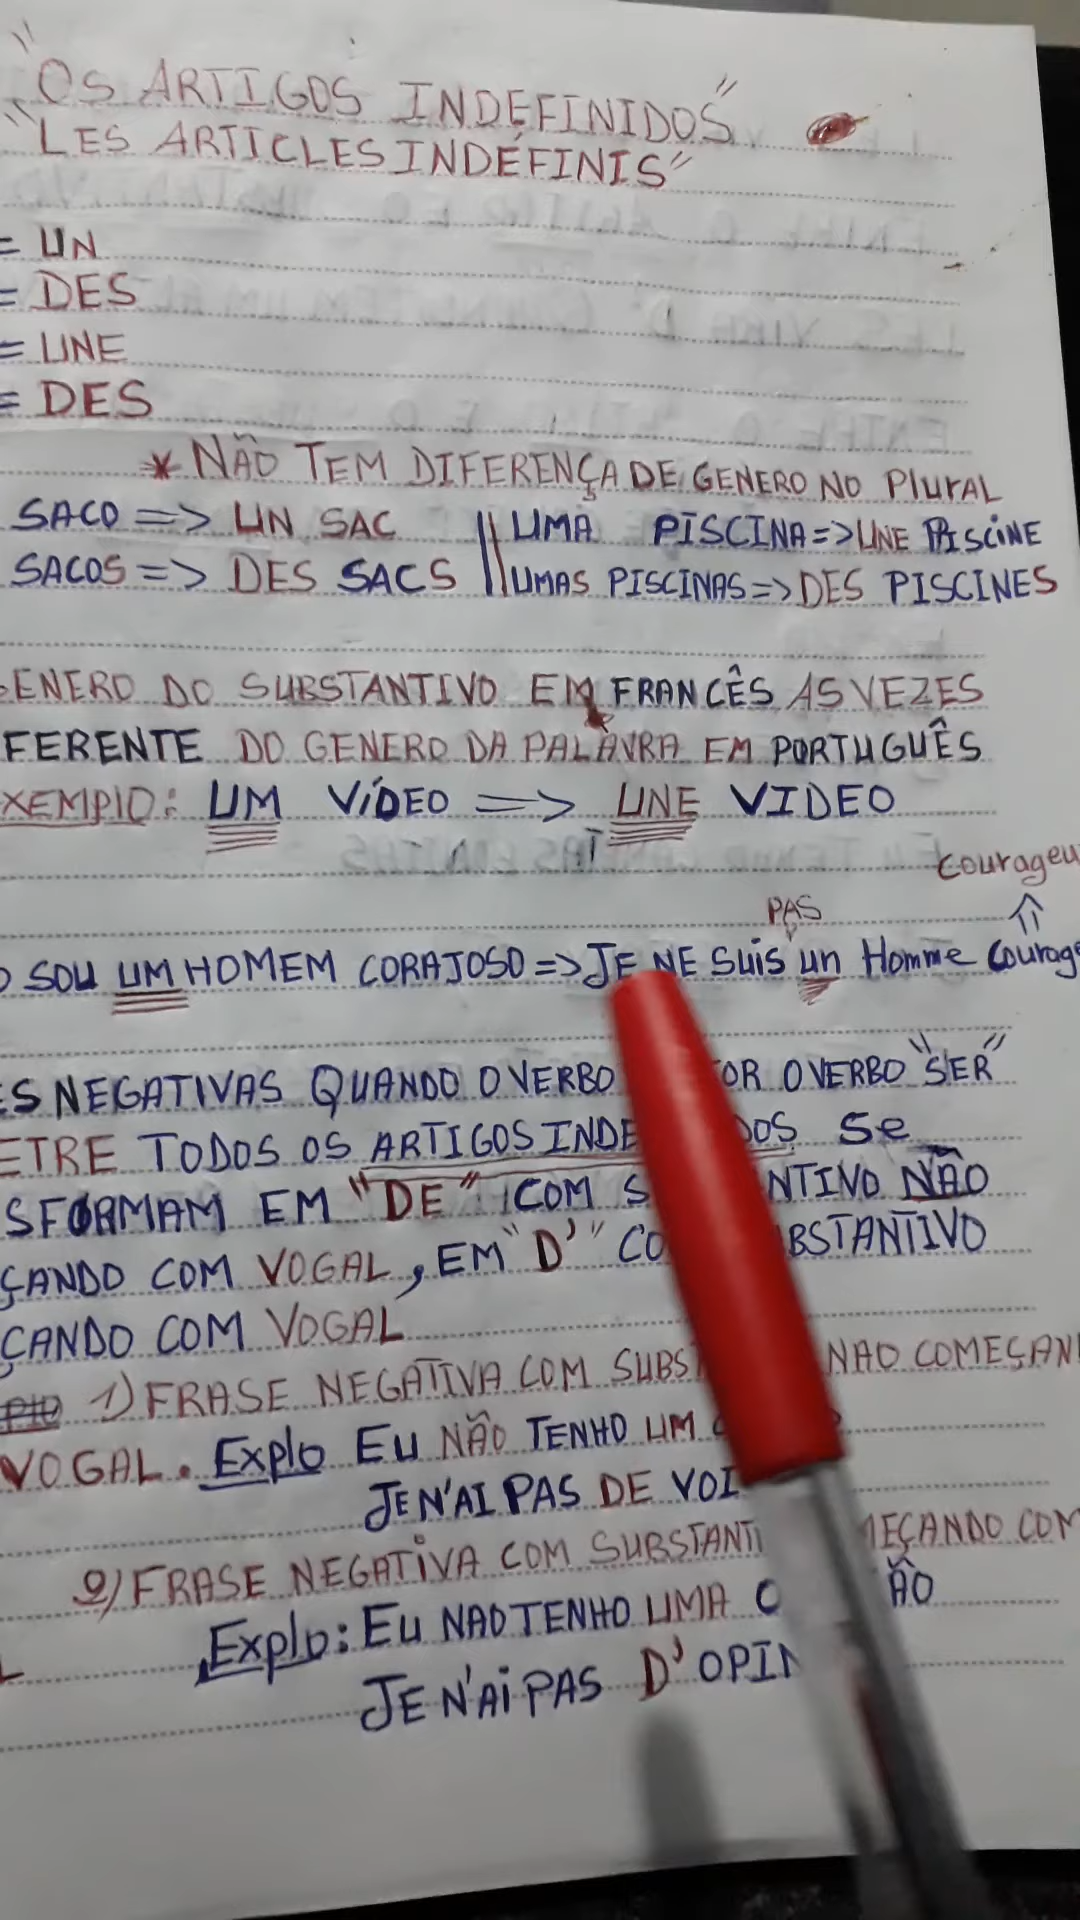 "OS ARTIGOS INDEFINIDOS"
"LES ARTICLES INDÉFINIS"
= UN
= DES
= UNE
= DES
* NÃO TEM DIFERENÇA DE GENERO NO PLURAL
SACO => UN SAC || UMA PISCINA => UNE PISCINE
SACOS => DES SACS || UMAS PISCINAS => DES PISCINES
ENERO DO SUBSTANTIVO EM FRANCÊS AS VEZES
FERENTE DO GENERO DA PALAVRA EM PORTUGUÊS
XEMPlO: UM VÍDEO => UNE VIDEO
courageu
PAS
O SOU UM HOMEM CORAJOSO => JE NE SUIS un Homme Courag
ES NEGATIVAS QUANDO O VERBO OR O VERBO "SER"
ETRE TODOS OS ARTIGOS INDE DOS Se
SFORMAM EM "DE" COM S NTIVO NÃO
ÇANDO COM VOGAL, EM "D'" CO BSTANTIVO
ÇANDO COM VOGAL
1) FRASE NEGATIVA COM SUBS NAO COMEÇAN
VOGAL. Explo EU NÃO TENHO UM
JE N'AI PAS DE VOI
2) FRASE NEGATIVA COM SUBSTANTI MEÇANDO COM
L Explo: EU NAO TENHO UMA O ÃO
JE N'Ai PAS D'OPIN